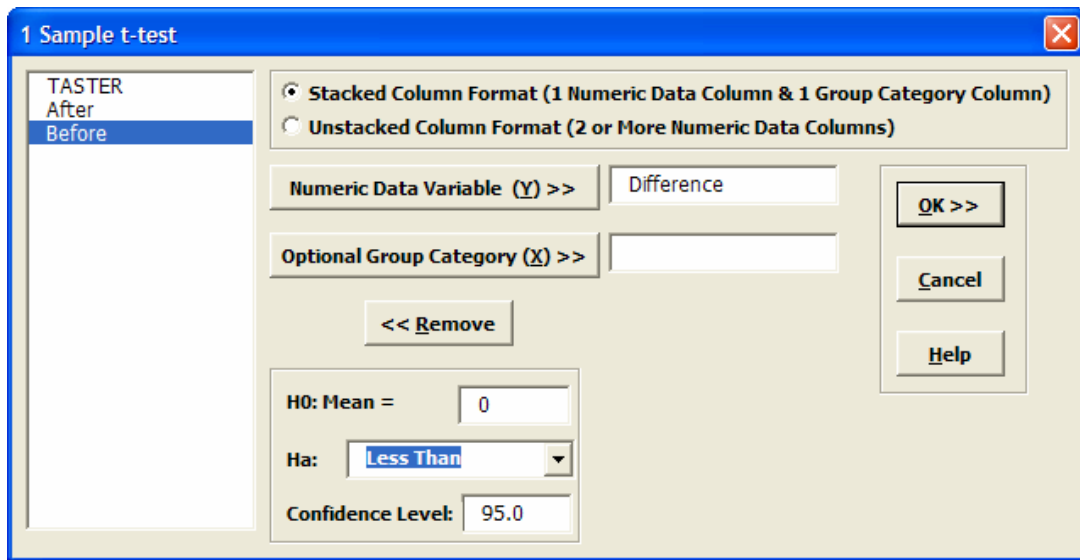 1 Sample t-test
TASTER
After
Before
Stacked Column Format (1 Numeric Data Column & 1 Group Category Column)
Unstacked Column Format (2 or More Numeric Data Columns)
Numeric Data Variable (Y) >>
Difference
Optional Group Category (X) >>
<< Remove
H0: Mean =
0
Ha:
Less Than
Confidence Level:
95.0
OK >>
Cancel
Help